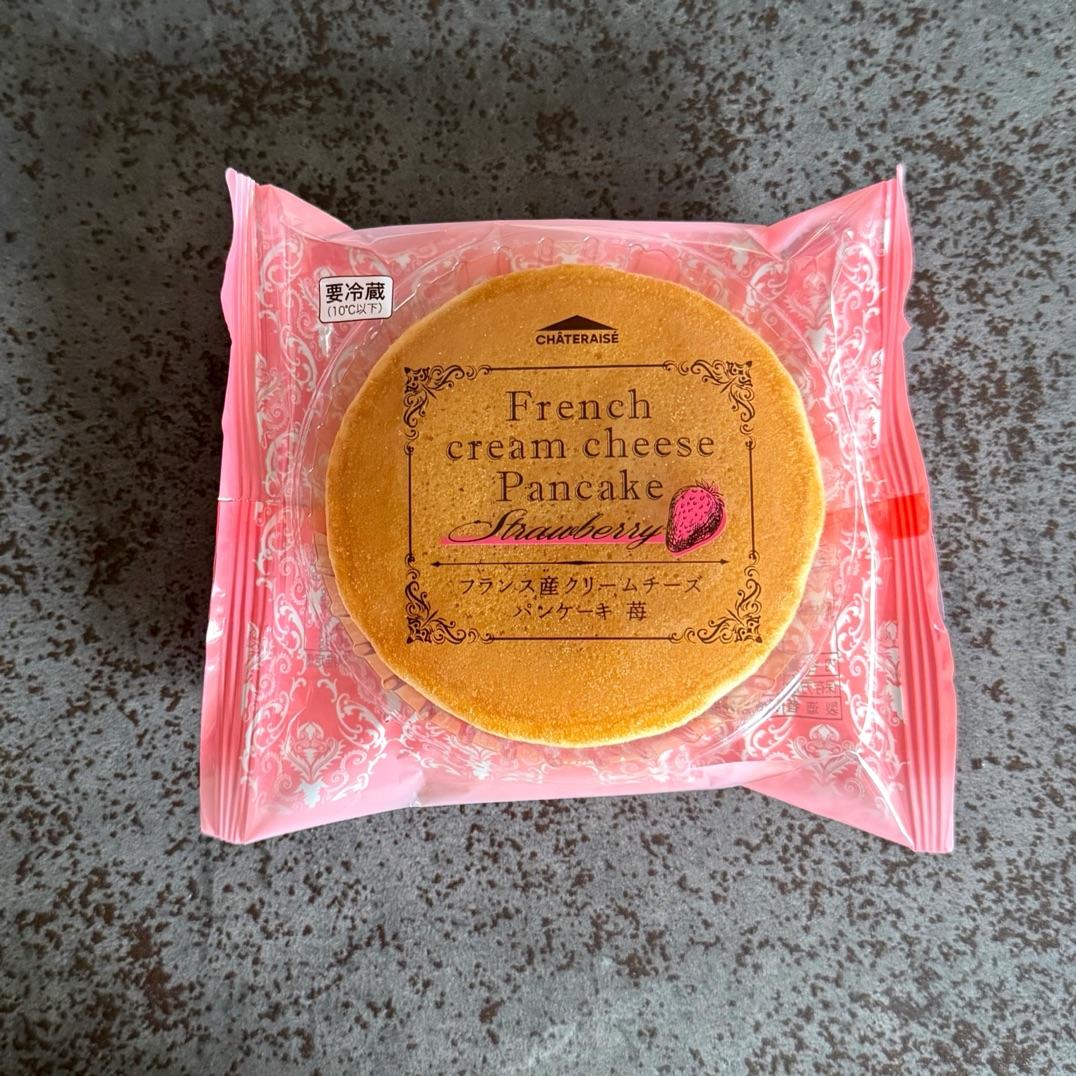 要冷蔵
(10℃以下)
CHÂTERAISÉ
French
cream cheese
Pancake
Strawberry
フランス産クリームチーズ
パンケーキ 苺